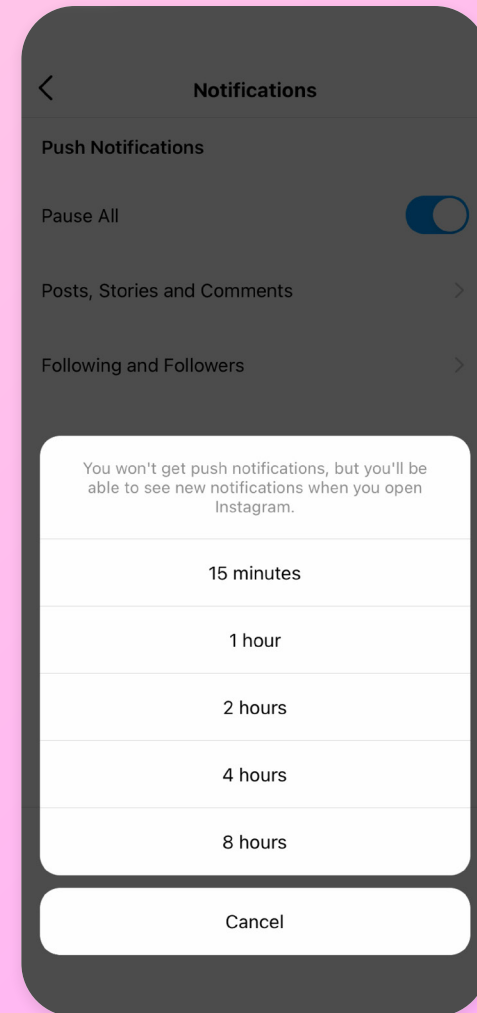 Notifications
Push Notifications
Pause All
Posts, Stories and Comments
Following and Followers
You won't get push notifications, but you'll be
able to see new notifications when you open
Instagram.
15 minutes
1 hour
2 hours
4 hours
8 hours
Cancel